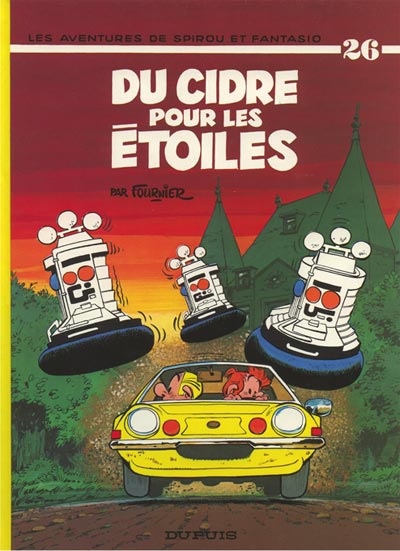 LES AVENTURES DE SPIROU ET FANTASIO
26
DU CIDRE
POUR LES
ÉTOILES
PAR FOURNIER
DUPUIS